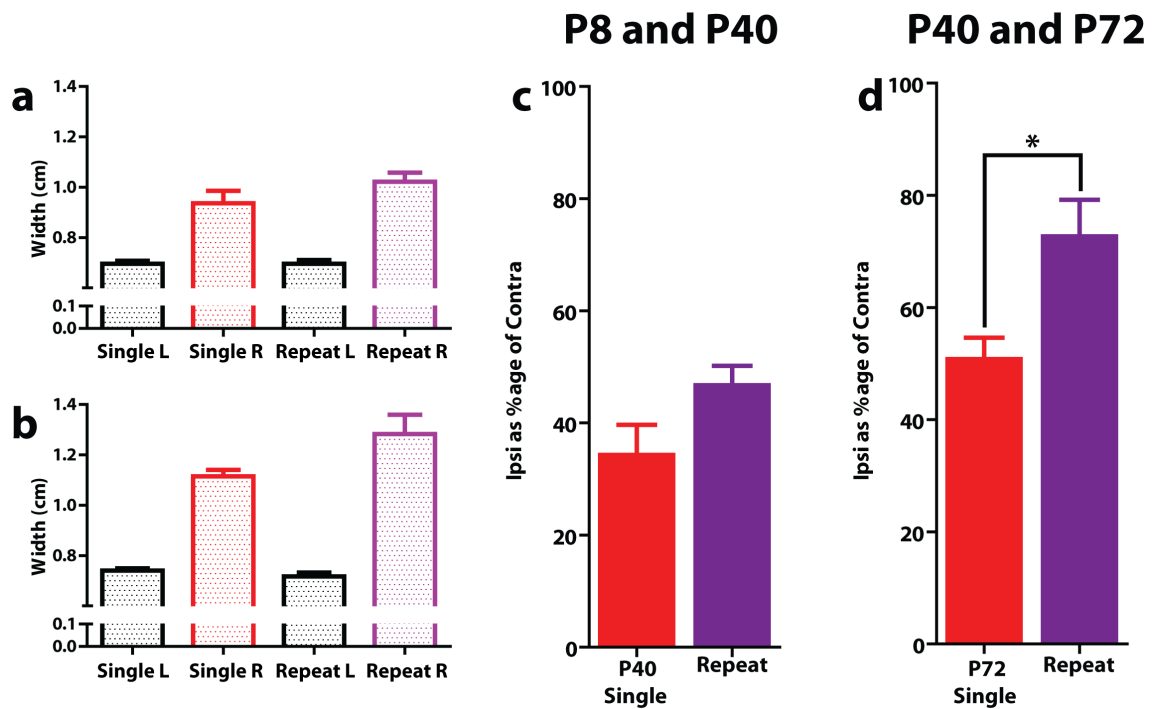 P8 and P40
P40 and P72
a
Width (cm)
1.4
1.2
1.0
0.8
0.1
0.0
Single L
Single R
Repeat L
Repeat R
b
Width (cm)
1.4
1.2
1.0
0.8
0.1
0.0
Single L
Single R
Repeat L
Repeat R
c
Ipsi as %age of Contra
100
80
60
40
20
0
P40
Single
Repeat
d
Ipsi as %age of Contra
100
80
60
40
20
0
*
P72
Single
Repeat